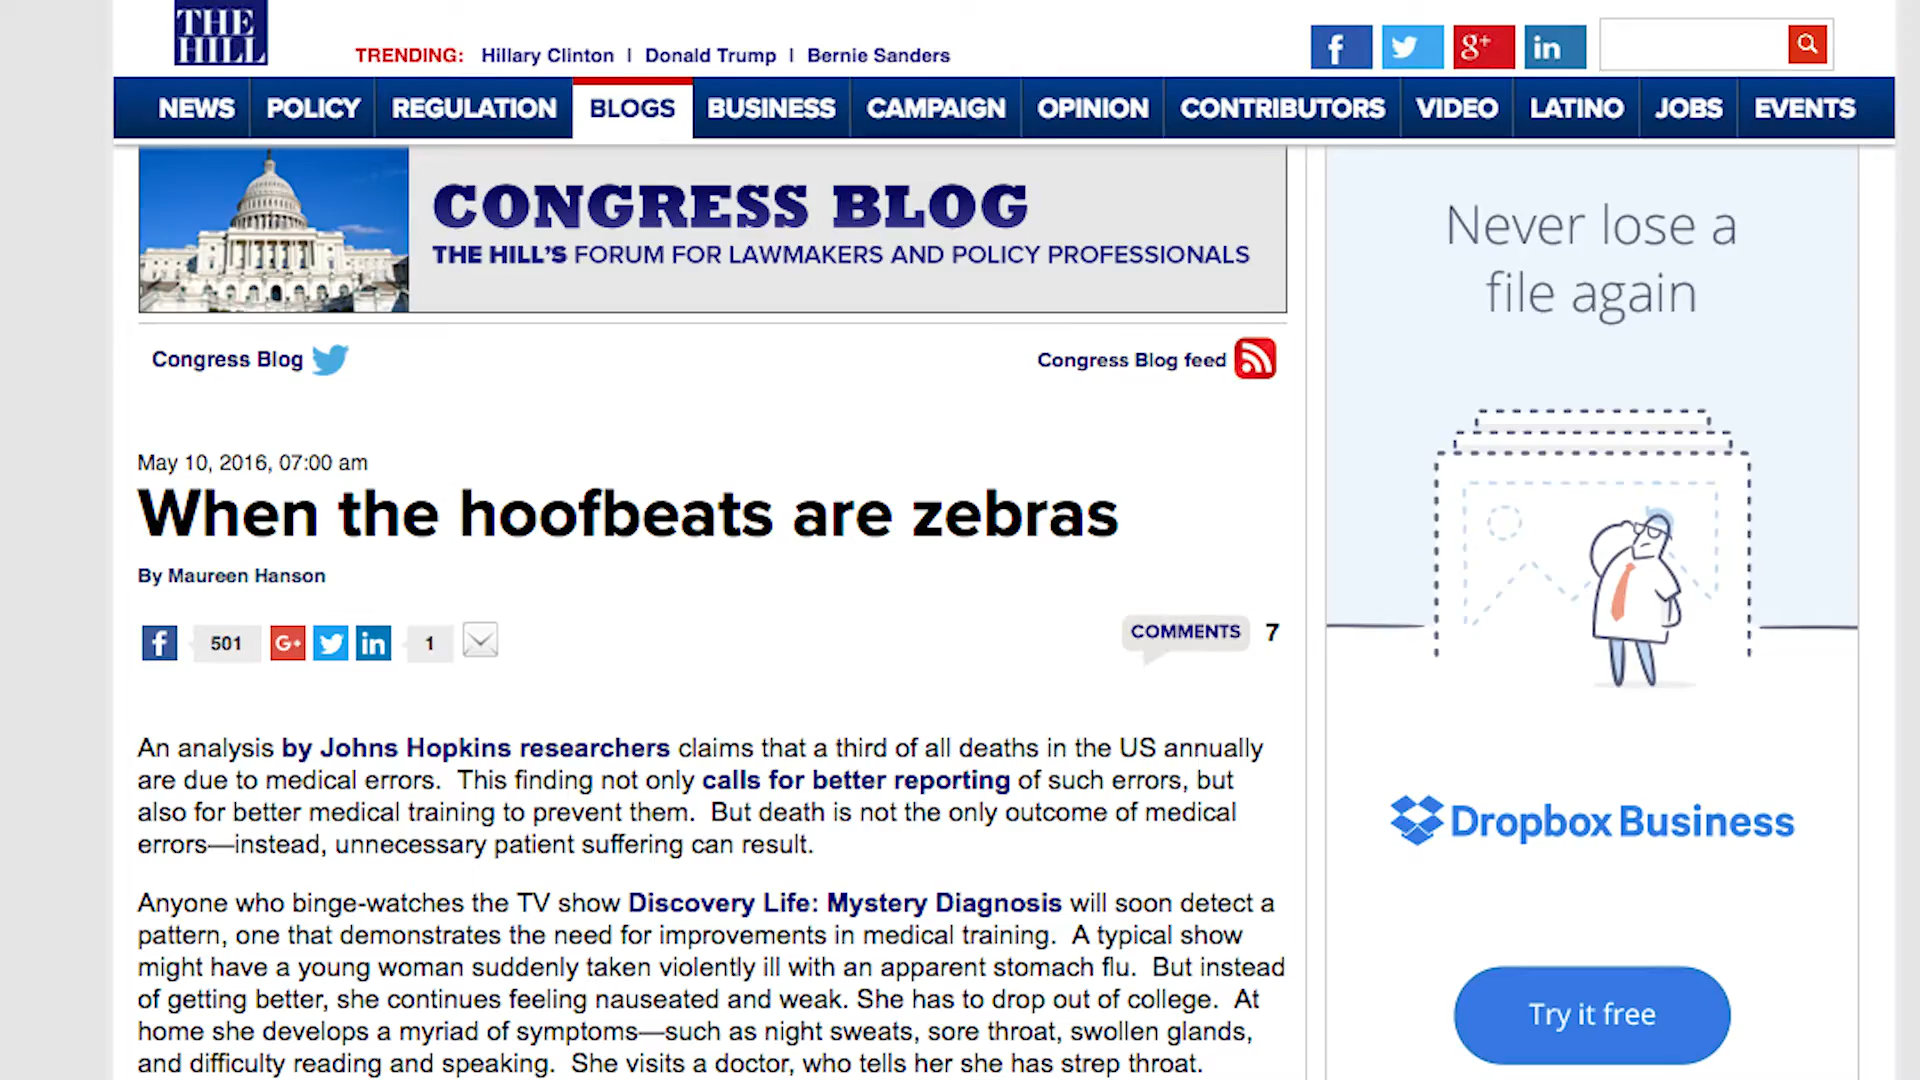 THE
HILL
TRENDING: Hillary Clinton | Donald Trump | Bernie Sanders
NEWS POLICY REGULATION BLOGS BUSINESS CAMPAIGN OPINION CONTRIBUTORS VIDEO LATINO JOBS EVENTS
CONGRESS BLOG
THE HILL'S FORUM FOR LAWMAKERS AND POLICY PROFESSIONALS
Congress Blog
Congress Blog feed
May 10, 2016, 07:00 am
When the hoofbeats are zebras
By Maureen Hanson
f 501 G+ in 1
COMMENTS 7
An analysis by Johns Hopkins researchers claims that a third of all deaths in the US annually
are due to medical errors. This finding not only calls for better reporting of such errors, but
also for better medical training to prevent them. But death is not the only outcome of medical
errors—instead, unnecessary patient suffering can result.
Anyone who binge-watches the TV show Discovery Life: Mystery Diagnosis will soon detect a
pattern, one that demonstrates the need for improvements in medical training. A typical show
might have a young woman suddenly taken violently ill with an apparent stomach flu. But instead
of getting better, she continues feeling nauseated and weak. She has to drop out of college. At
home she develops a myriad of symptoms—such as night sweats, sore throat, swollen glands,
and difficulty reading and speaking. She visits a doctor, who tells her she has strep throat.
f g+ in
Never lose a
file again
Dropbox Business
Try it free